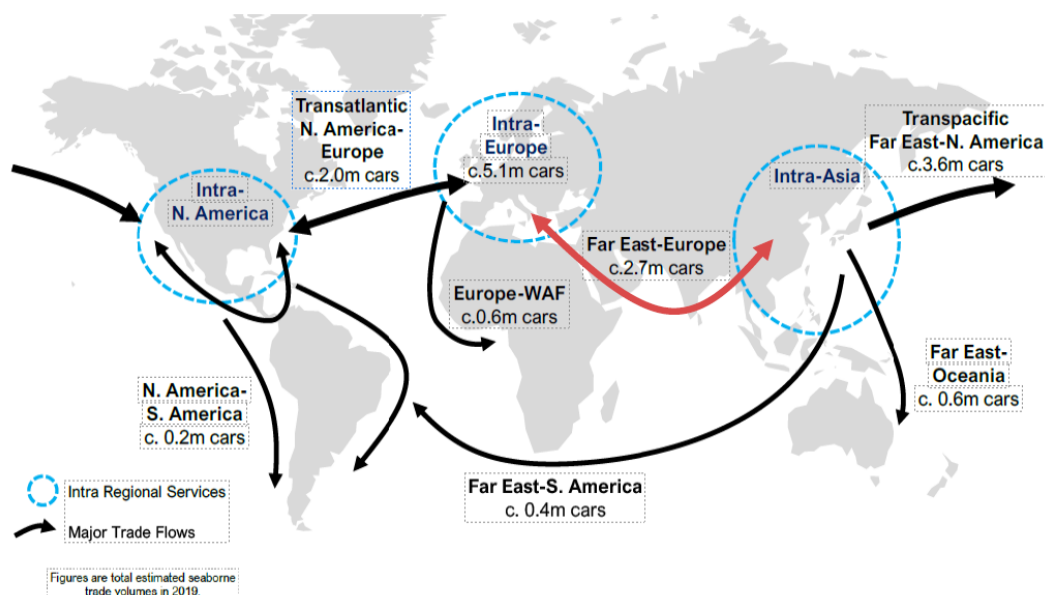 Transatlantic
N. America-
Europe
c.2.0m cars
Intra-
Europe
c.5.1m cars
Transpacific
Far East-N. America
c.3.6m cars
Intra-
N. America
Intra-Asia
Far East-Europe
c.2.7m cars
Europe-WAF
c.0.6m cars
Far East-
Oceania
c. 0.6m cars
N. America-
S. America
c. 0.2m cars
Far East-S. America
c. 0.4m cars
Intra Regional Services
Major Trade Flows
Figures are total estimated seaborne
trade volumes in 2019.